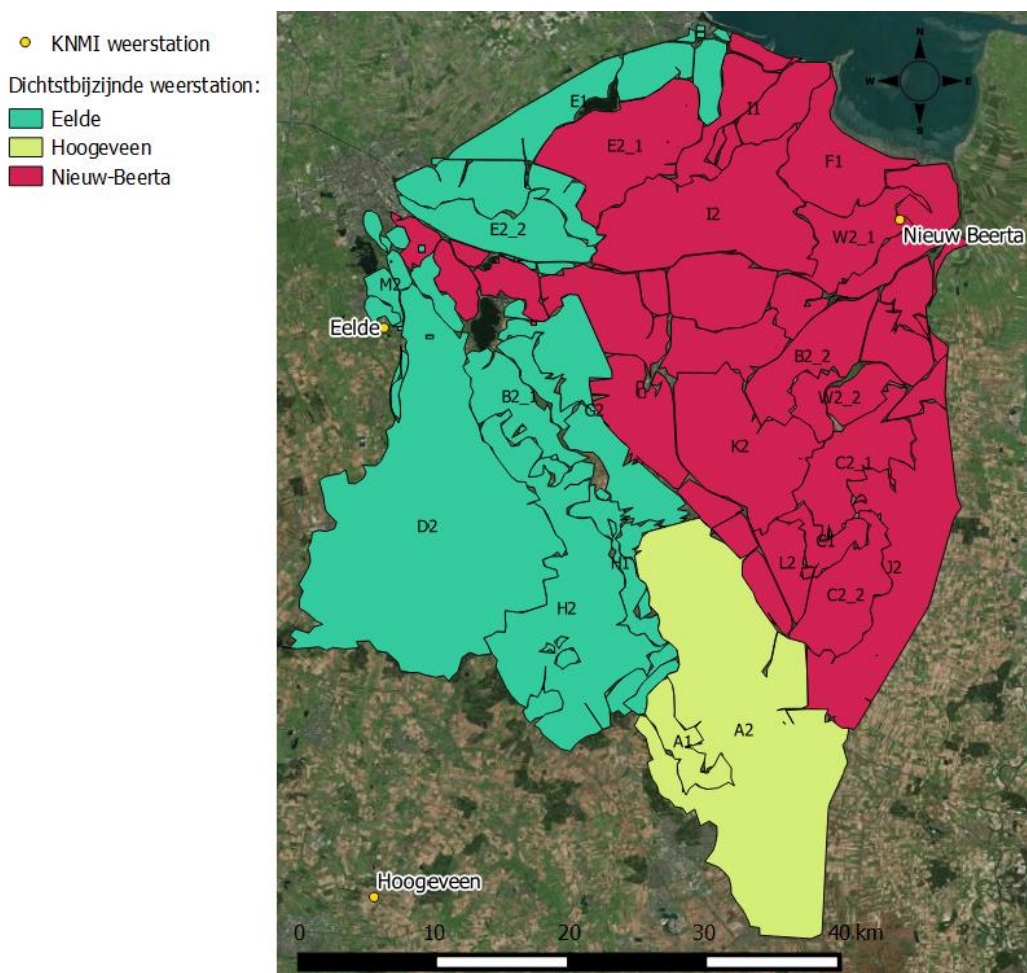 KNMI weerstation
Dichtstbijzijnde weerstation:
Eelde
Hoogeveen
Nieuw-Beerta
N
W
E
S
E1
I1
E2_1
F1
I2
E2_2
W2_1
Nieuw Beerta
M2
Eelde
B2_2
B2_1
W2_2
G2
K2
C2_1
D2
C1
H1
L2
J2
C2_2
H2
A2
A1
Hoogeveen
0 10 20 30 40 km